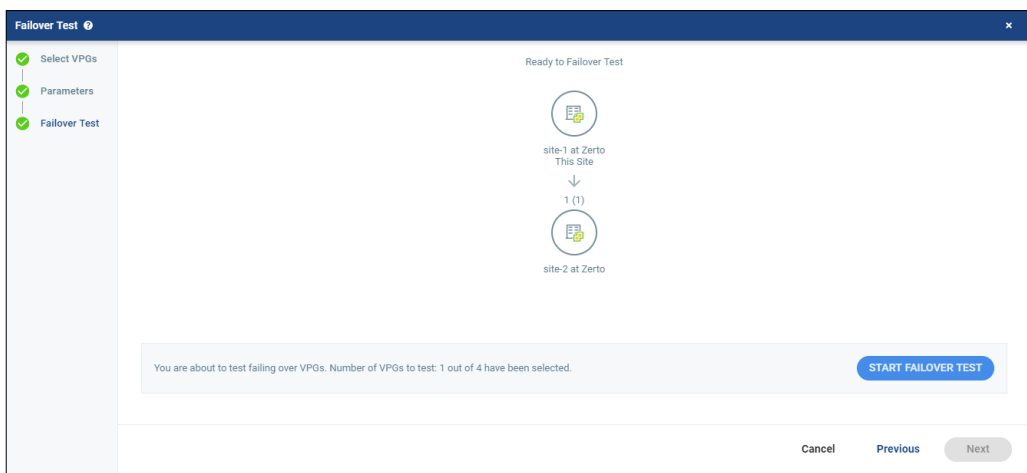 Failover Test
Select VPGs
Parameters
Failover Test
Ready to Failover Test
site-1 at Zerto
This Site
1 (1)
site-2 at Zerto
You are about to test failing over VPGs. Number of VPGs to test: 1 out of 4 have been selected.
START FAILOVER TEST
Cancel
Previous
Next